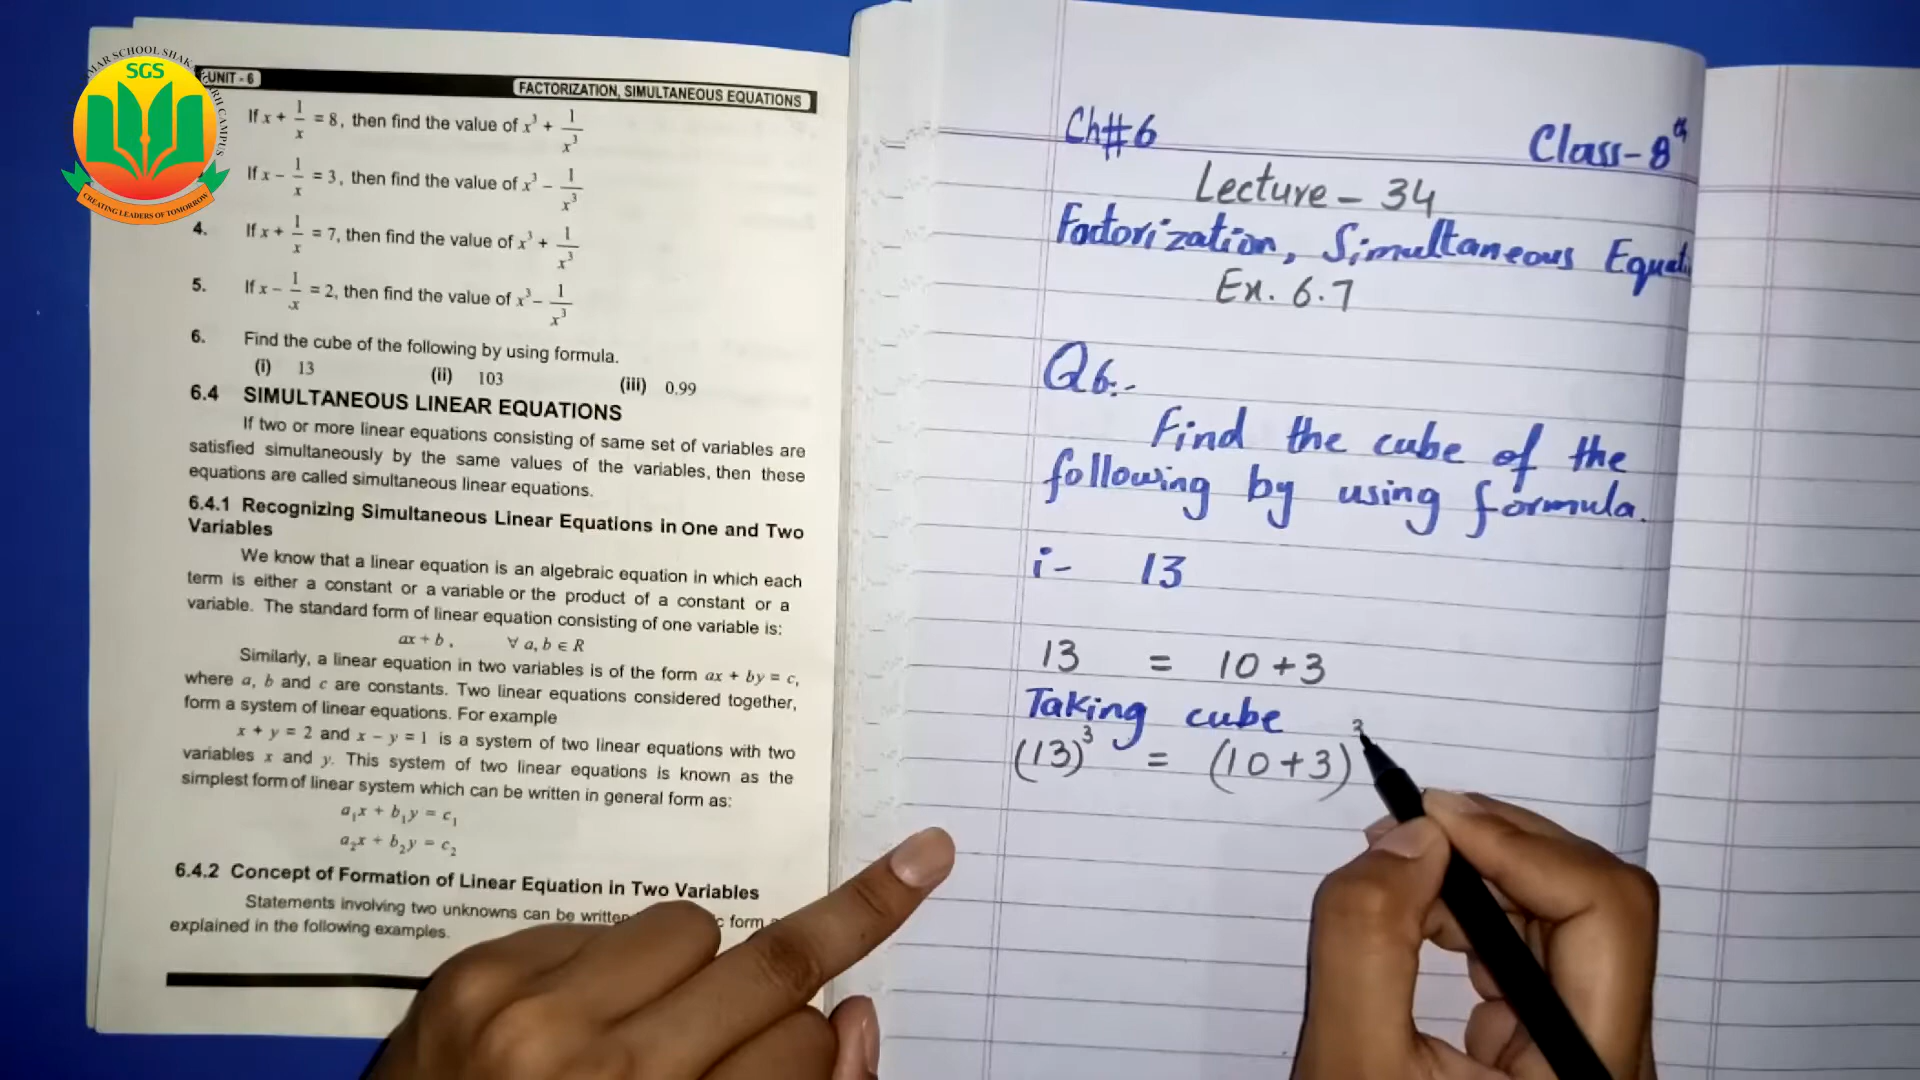 SGS
CREATING LEADERS OF TOMORROW
UNIT - 6
FACTORIZATION, SIMULTANEOUS EQUATIONS
If x + 1/x = 8, then find the value of x³ + 1/x³
If x − 1/x = 3, then find the value of x³ − 1/x³
4. If x + 1/x = 7, then find the value of x³ + 1/x³
5. If x − 1/x = 2, then find the value of x³ − 1/x³
6. Find the cube of the following by using formula.
(i) 13 (ii) 103 (iii) 0.99
6.4 SIMULTANEOUS LINEAR EQUATIONS
If two or more linear equations consisting of same set of variables are
satisfied simultaneously by the same values of the variables, then these
equations are called simultaneous linear equations.
6.4.1 Recognizing Simultaneous Linear Equations in One and Two
Variables
We know that a linear equation is an algebraic equation in which each
term is either a constant or a variable or the product of a constant or a
variable. The standard form of linear equation consisting of one variable is:
ax + b, ∀ a, b ∈ R
Similarly, a linear equation in two variables is of the form ax + by = c,
where a, b and c are constants. Two linear equations considered together,
form a system of linear equations. For example
x + y = 2 and x − y = 1 is a system of two linear equations with two
variables x and y. This system of two linear equations is known as the
simplest form of linear system which can be written in general form as:
a₁x + b₁y = c₁
a₂x + b₂y = c₂
6.4.2 Concept of Formation of Linear Equation in Two Variables
Statements involving two unknowns can be written c form
explained in the following examples.
Ch#6 Class-8th
Lecture - 34
Factorization, Simultaneous Equati
Ex. 6.7
Q6:-
Find the cube of the
following by using formula.
i- 13
13 = 10+3
Taking cube
(13)³ = (10+3)³